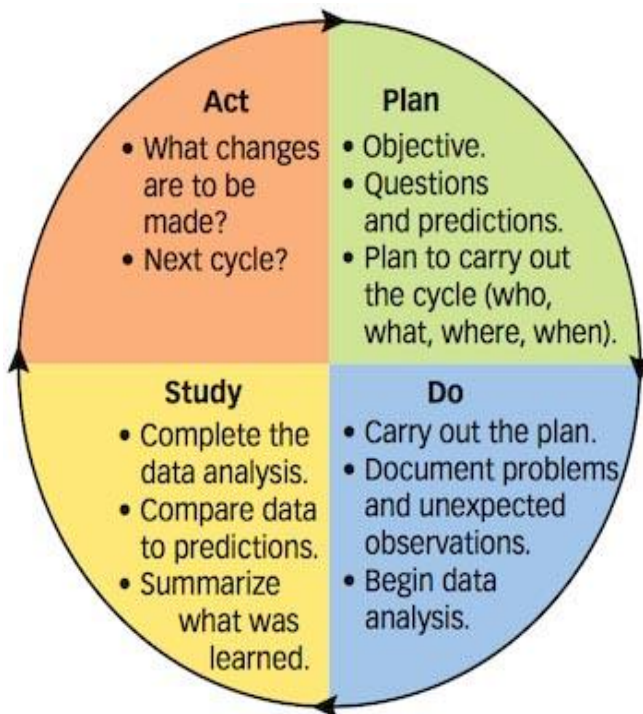 Act
• What changes
are to be
made?
• Next cycle?
Plan
• Objective.
• Questions
and predictions.
• Plan to carry out
the cycle (who,
what, where, when).
Study
• Complete the
data analysis.
• Compare data
to predictions.
• Summarize
what was
learned.
Do
• Carry out the plan.
• Document problems
and unexpected
observations.
• Begin data
analysis.